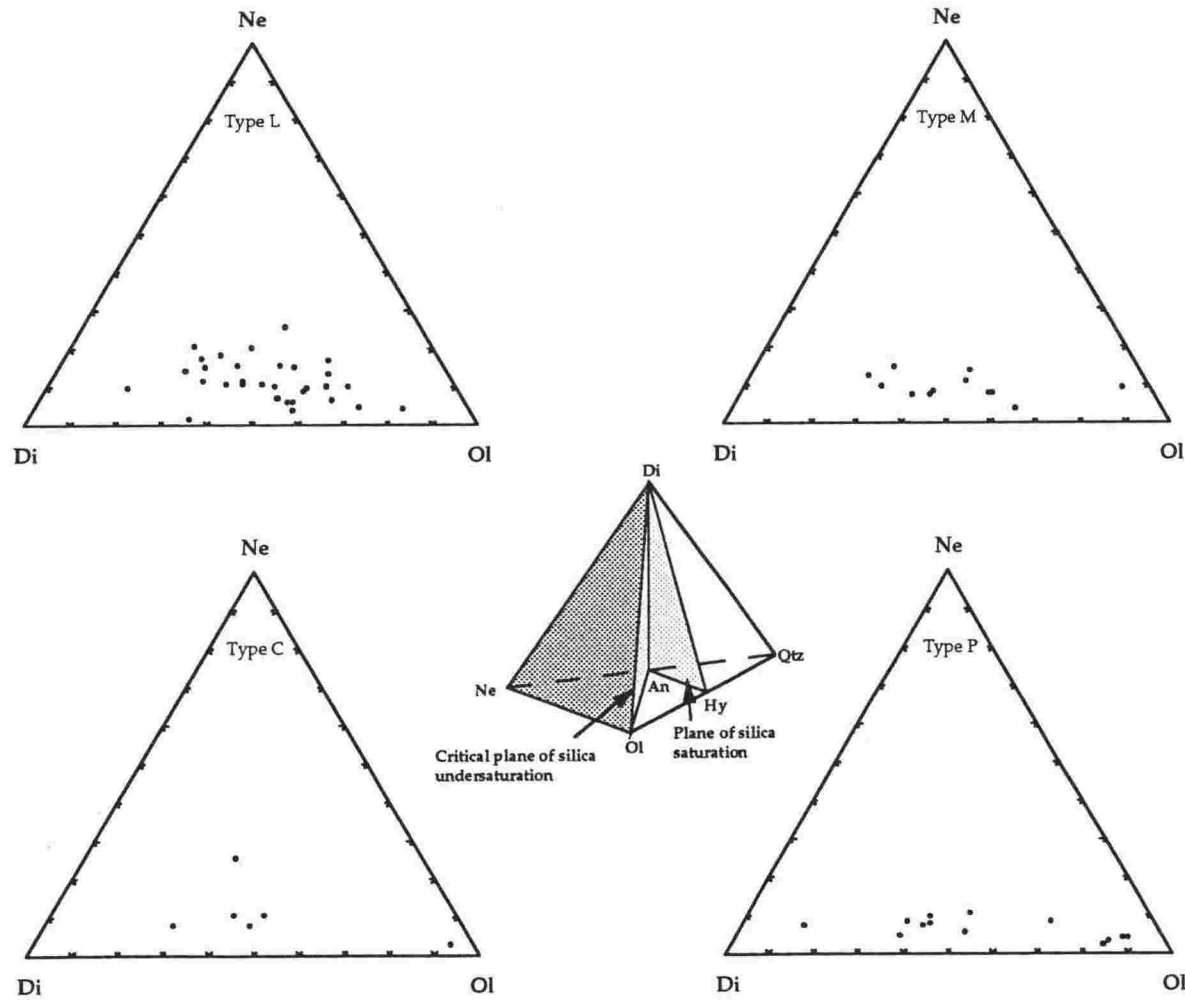 Ne
Type L
Di
Ol
Ne
Type M
Di
Ol
Di
Ne
An
Qtz
Hy
Ol
Critical plane of silica
undersaturation
Plane of silica
saturation
Ne
Type C
Di
Ol
Ne
Type P
Di
Ol